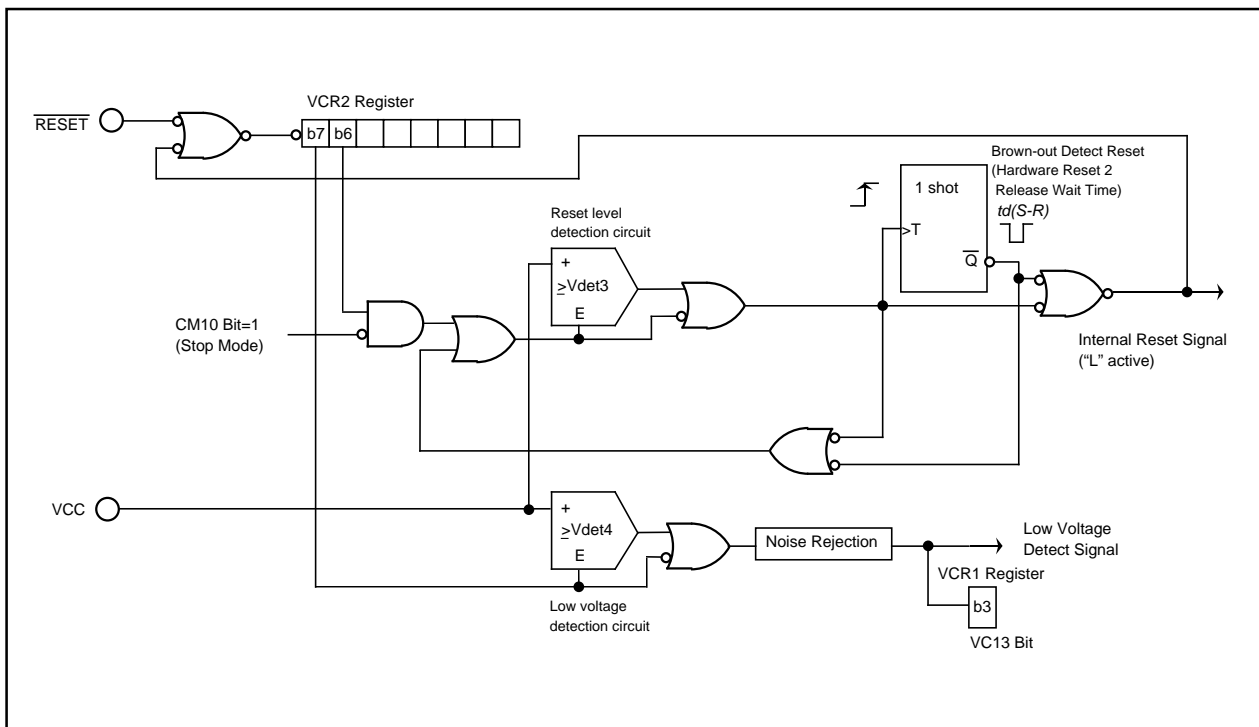 VCR2 Register
RESET
b7 b6
Brown-out Detect Reset
(Hardware Reset 2
Release Wait Time)
td(S-R)
1 shot
>T
Q
Reset level
detection circuit
+
≥Vdet3
E
CM10 Bit=1
(Stop Mode)
Internal Reset Signal
(“L” active)
VCC
+
≥Vdet4
E
Low voltage
detection circuit
Noise Rejection
Low Voltage
Detect Signal
VCR1 Register
b3
VC13 Bit